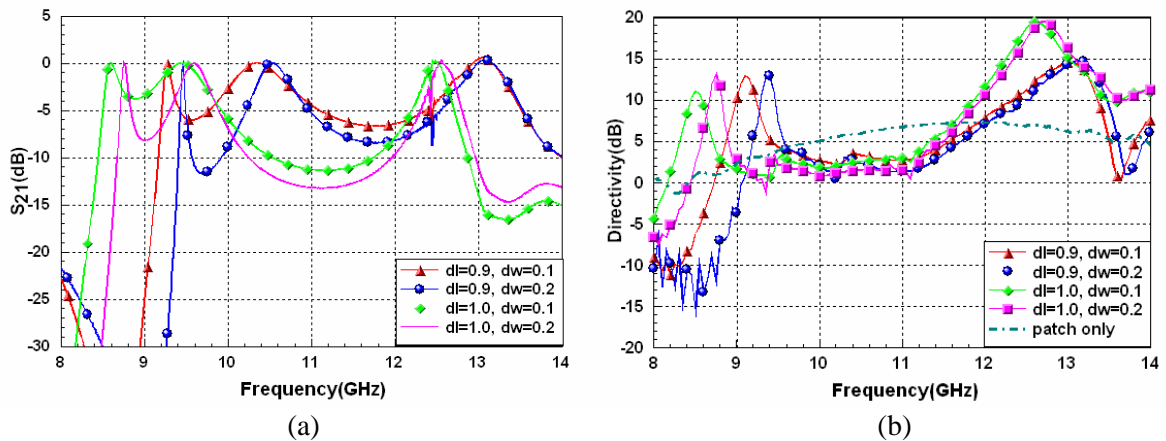 5
0
-5
-10
-15
-20
-25
-30
S21(dB)
8 9 10 11 12 13 14
Frequency(GHz)
dl=0.9, dw=0.1
dl=0.9, dw=0.2
dl=1.0, dw=0.1
dl=1.0, dw=0.2
(a)
20
15
10
5
0
-5
-10
-15
-20
Directivity(dB)
8 9 10 11 12 13 14
Frequency(GHz)
dl=0.9, dw=0.1
dl=0.9, dw=0.2
dl=1.0, dw=0.1
dl=1.0, dw=0.2
patch only
(b)